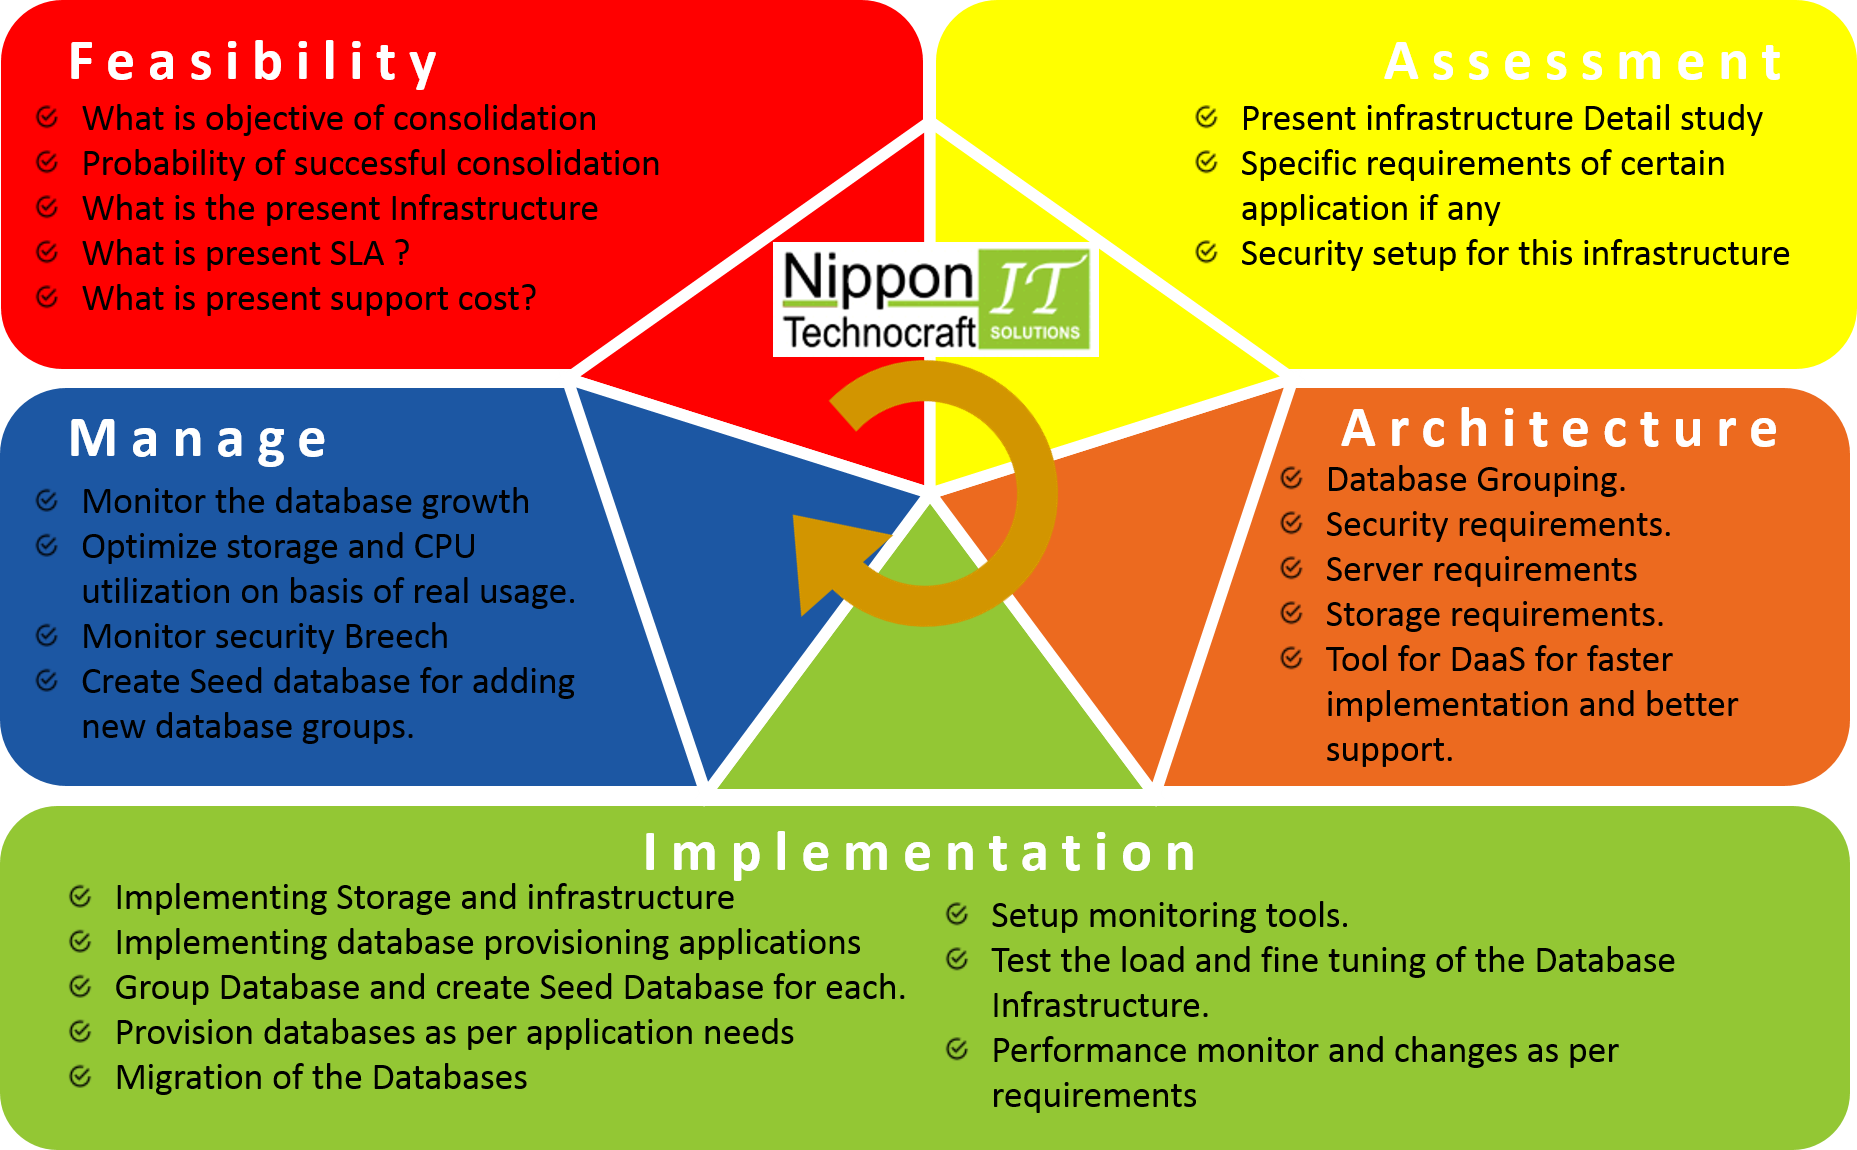 Feasibility
What is objective of consolidation
Probability of successful consolidation
What is the present Infrastructure
What is present SLA ?
What is present support cost?
Assessment
Present infrastructure Detail study
Specific requirements of certain
application if any
Security setup for this infrastructure
Nippon
Technocraft
IT
SOLUTIONS
Manage
Monitor the database growth
Optimize storage and CPU
utilization on basis of real usage.
Monitor security Breech
Create Seed database for adding
new database groups.
Architecture
Database Grouping.
Security requirements.
Server requirements
Storage requirements.
Tool for DaaS for faster
implementation and better
support.
Implementation
Implementing Storage and infrastructure
Implementing database provisioning applications
Group Database and create Seed Database for each.
Provision databases as per application needs
Migration of the Databases
Setup monitoring tools.
Test the load and fine tuning of the Database
Infrastructure.
Performance monitor and changes as per
requirements